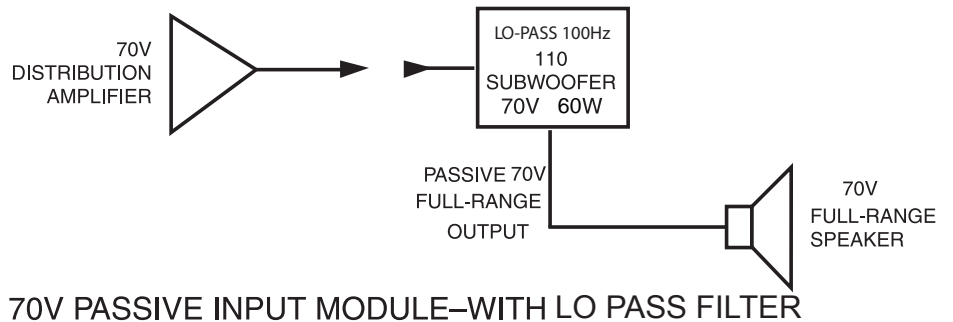 70V
DISTRIBUTION
AMPLIFIER
LO-PASS 100Hz
110
SUBWOOFER
70V 60W
PASSIVE 70V
FULL-RANGE
OUTPUT
70V
FULL-RANGE
SPEAKER
70V PASSIVE INPUT MODULE–WITH LO PASS FILTER